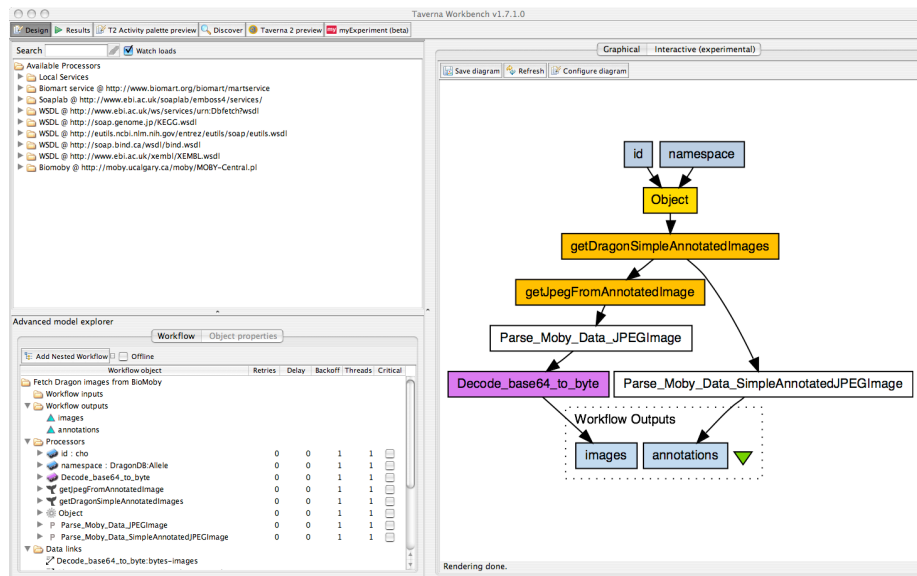 Taverna Workbench v1.7.1.0
Design Results T2 Activity palette preview Discover Taverna 2 preview my myExperiment (beta)
Search Watch loads
Available Processors
Local Services
Biomart service @ http://www.biomart.org/biomart/martservice
Soaplab @ http://www.ebi.ac.uk/soaplab/emboss4/services/
WSDL @ http://www.ebi.ac.uk/ws/services/urn:Dbfetch?wsdl
WSDL @ http://soap.genome.jp/KEGG.wsdl
WSDL @ http://eutils.ncbi.nlm.nih.gov/entrez/eutils/soap/eutils.wsdl
WSDL @ http://soap.bind.ca/wsdl/bind.wsdl
WSDL @ http://www.ebi.ac.uk/xembl/XEMBL.wsdl
Biomoby @ http://moby.ucalgary.ca/moby/MOBY-Central.pl
Advanced model explorer
Workflow Object properties
Add Nested Workflow Offline
Workflow object Retries Delay Backoff Threads Critical
Fetch Dragon images from BioMoby
Workflow inputs
Workflow outputs
images
annotations
Processors
id : cho 0 0 1 1
namespace : DragonDB:Allele 0 0 1 1
Decode_base64_to_byte 0 0 1 1
getJpegFromAnnotatedImage 0 0 1 1
getDragonSimpleAnnotatedImages 0 0 1 1
Object 0 0 1 1
P Parse_Moby_Data_JPEGImage 0 0 1 1
P Parse_Moby_Data_SimpleAnnotatedJPEGImage 0 0 1 1
Data links
Decode_base64_to_byte:bytes-images
Graphical Interactive (experimental)
Save diagram Refresh Configure diagram
id namespace
Object
getDragonSimpleAnnotatedImages
getJpegFromAnnotatedImage
Parse_Moby_Data_JPEGImage
Decode_base64_to_byte Parse_Moby_Data_SimpleAnnotatedJPEGImage
Workflow Outputs
images annotations
Rendering done.